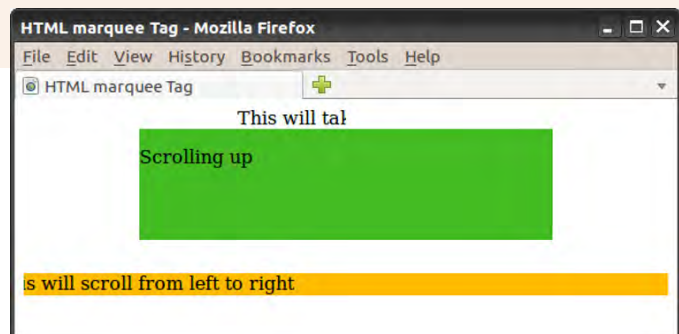 HTML marquee Tag - Mozilla Firefox
File Edit View History Bookmarks Tools Help
HTML marquee Tag
This will tak
Scrolling up
is will scroll from left to right